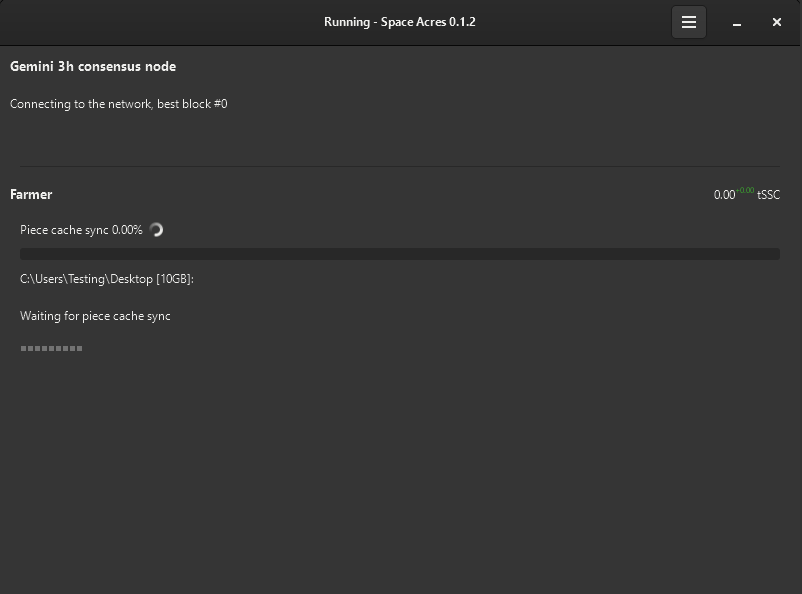 Running - Space Acres 0.1.2
Gemini 3h consensus node
Connecting to the network, best block #0
Farmer
0.00+0.00 tSSC
Piece cache sync 0.00%
C:\Users\Testing\Desktop [10GB]:
Waiting for piece cache sync